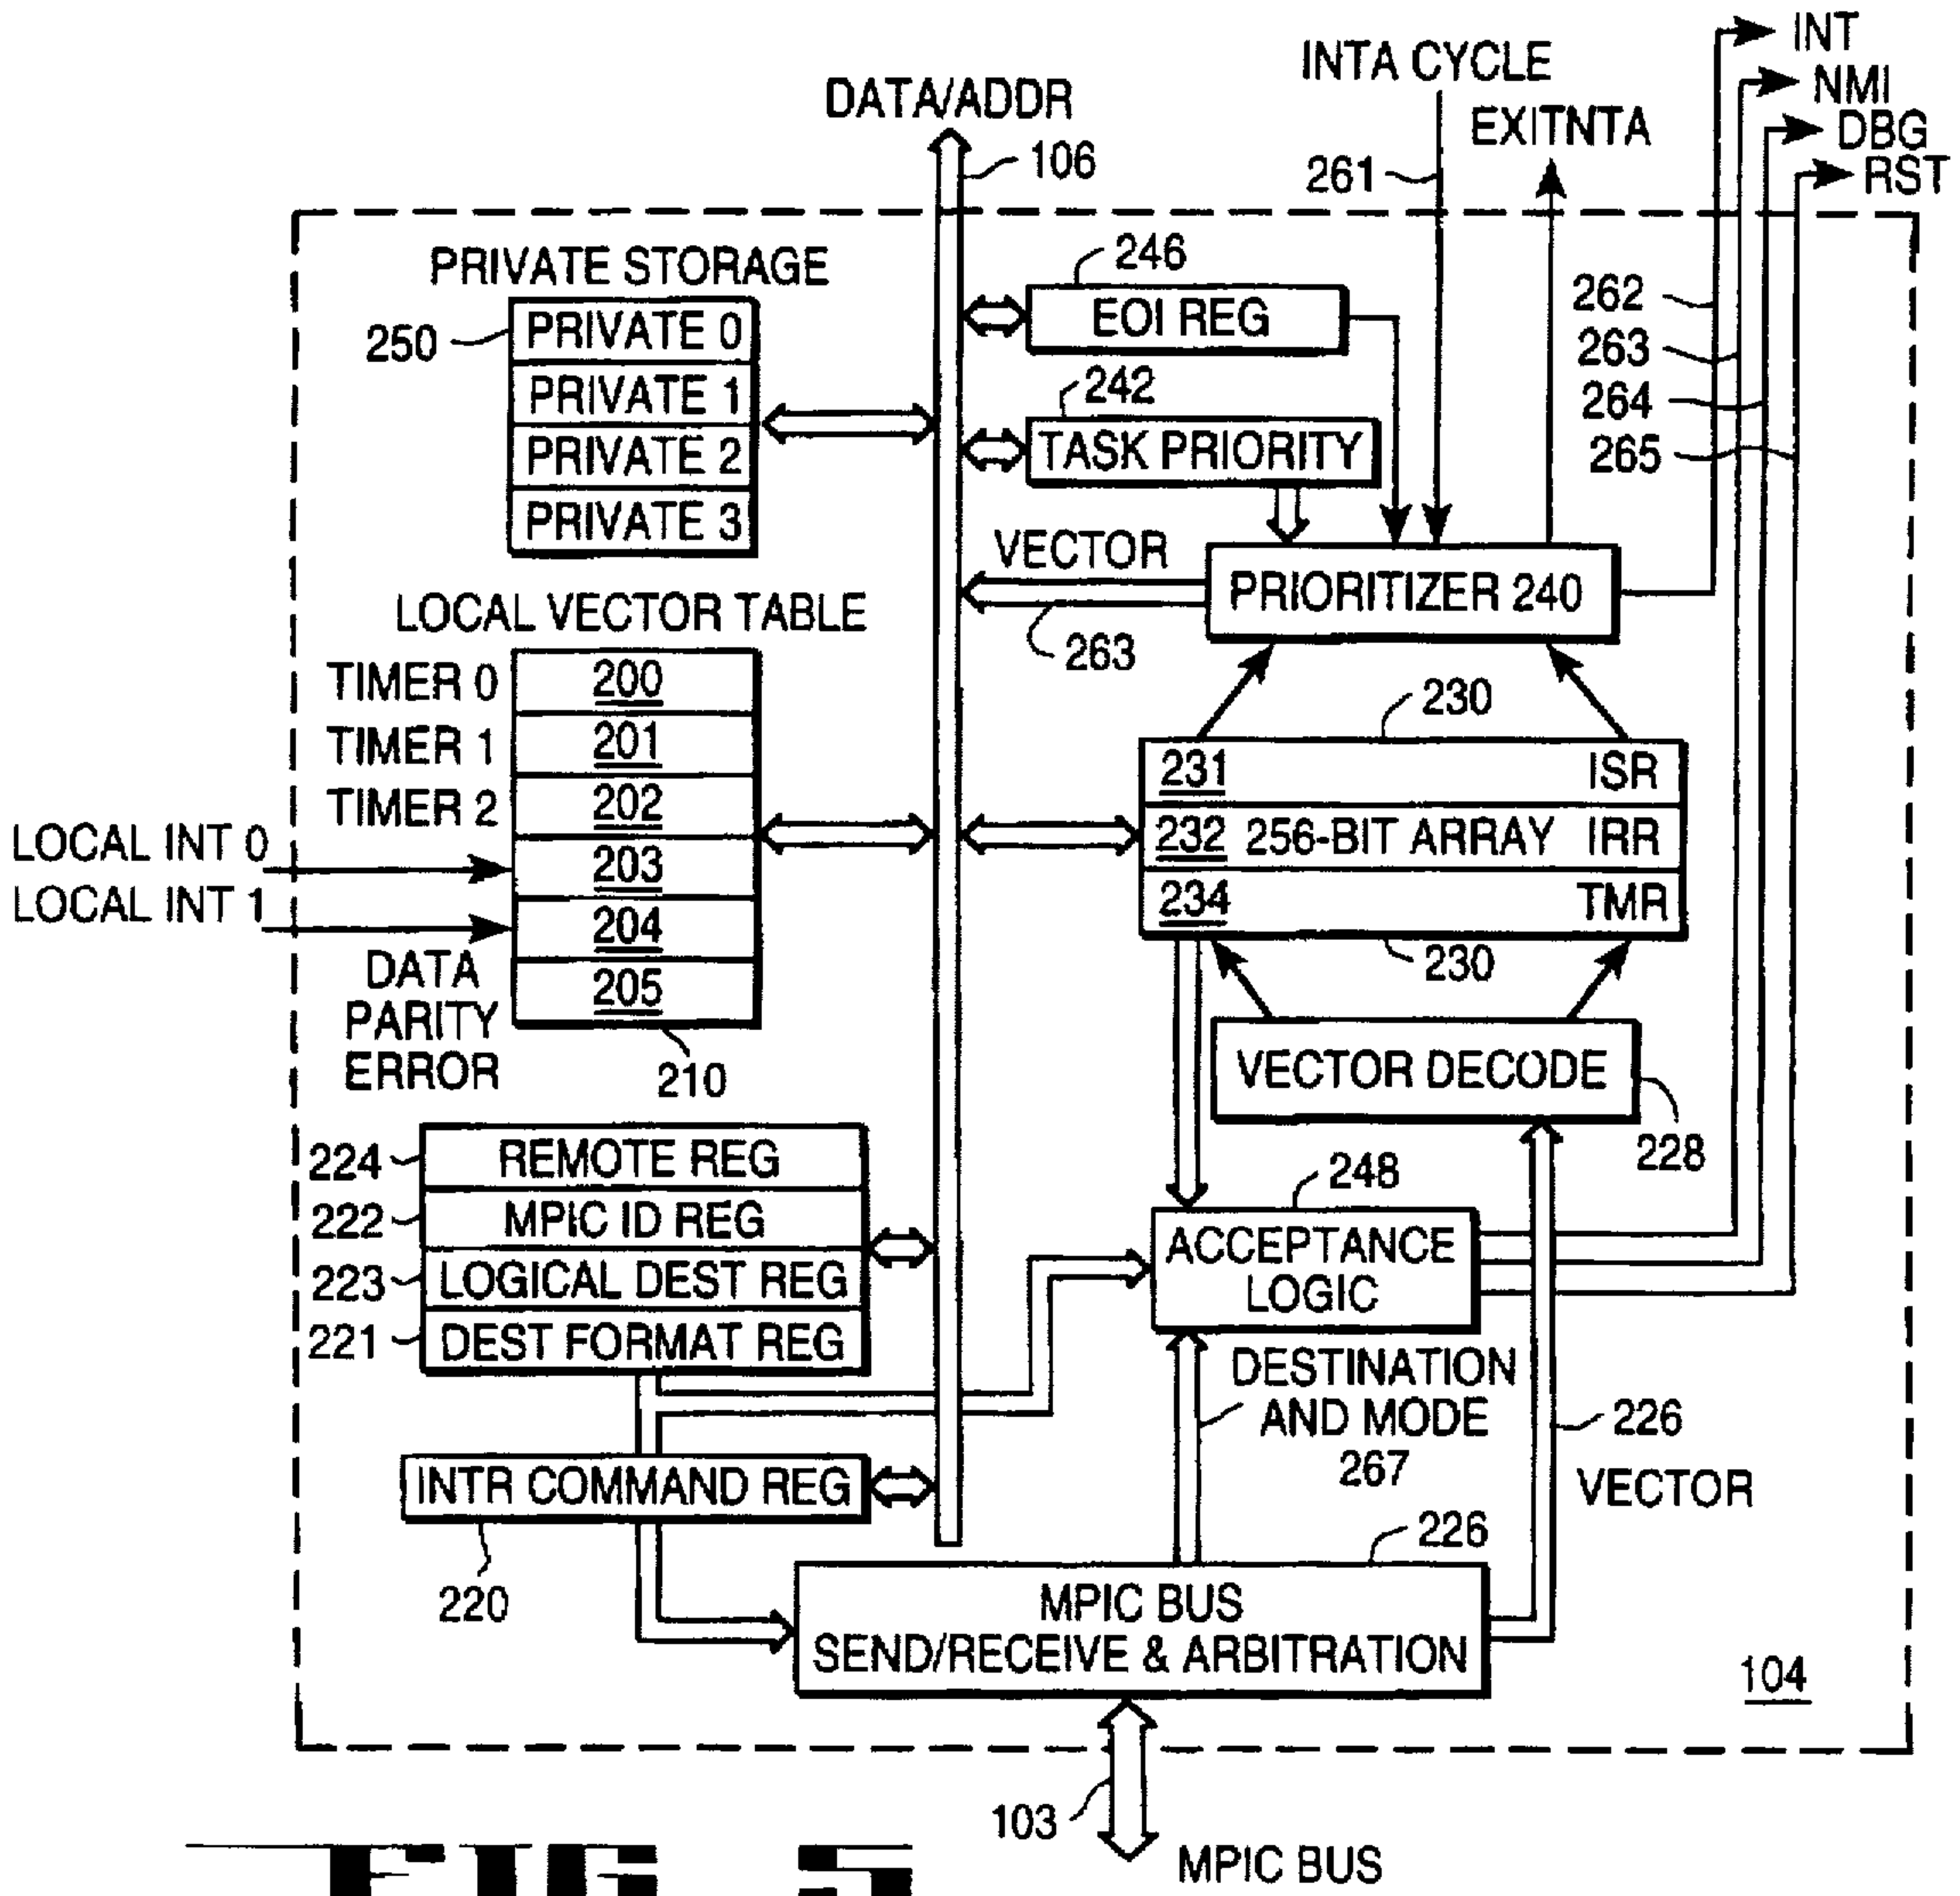 INT
NMI
DBG
RST
INTA CYCLE
EXITNTA
DATA/ADDR
106
261
PRIVATE STORAGE
250
PRIVATE 0
PRIVATE 1
PRIVATE 2
PRIVATE 3
246
EOI REG
242
TASK PRIORITY
262
263
264
265
VECTOR
263
PRIORITIZER 240
LOCAL VECTOR TABLE
TIMER 0
200
TIMER 1
201
TIMER 2
202
LOCAL INT 0
203
LOCAL INT 1
204
DATA
PARITY
ERROR
205
210
230
231 ISR
232 256-BIT ARRAY IRR
234 TMR
230
VECTOR DECODE
228
224
REMOTE REG
222
MPIC ID REG
223
LOGICAL DEST REG
221
DEST FORMAT REG
248
ACCEPTANCE
LOGIC
DESTINATION
AND MODE
267
226
VECTOR
INTR COMMAND REG
220
226
MPIC BUS
SEND/RECEIVE & ARBITRATION
104
103
MPIC BUS
FIG 5